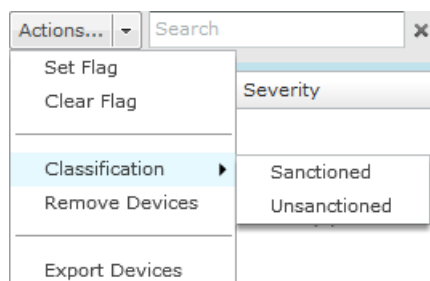 Actions... Search
Set Flag
Clear Flag
Severity
Classification
Sanctioned
Remove Devices
Unsanctioned
Export Devices